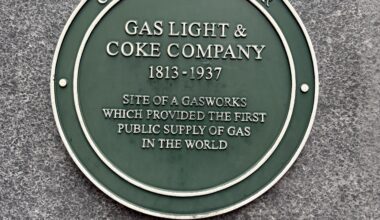 GAS LIGHT &
COKE COMPANY
1813-1937
SITE OF A GASWORKS
WHICH PROVIDED THE FIRST
PUBLIC SUPPLY OF GAS
IN THE WORLD